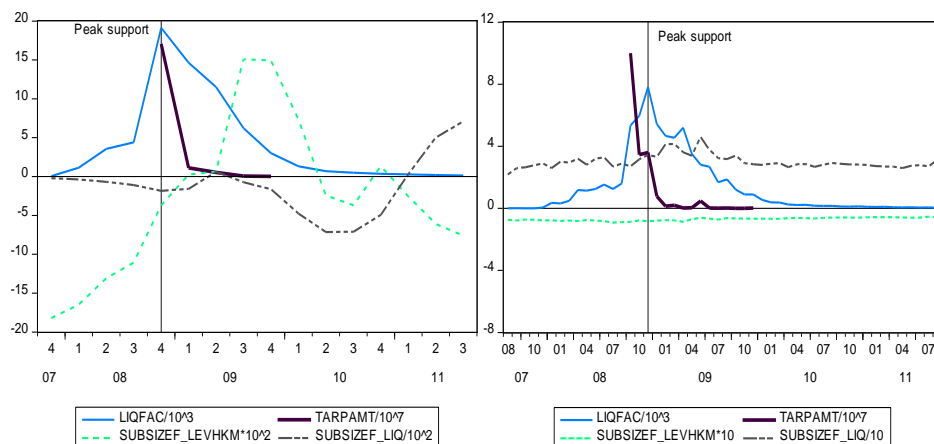 20
15
10
5
0
-5
-10
-15
-20
Peak support
4 1 2 3 4 1 2 3 4 1 2 3 4 1 2 3
07 08 09 10 11
LIQFAC/10^3 TARPAMT/10^7
SUBSIZEF_LEVHKM*10^2 SUBSIZEF_LIQ/10^2
12
8
4
0
-4
-8
Peak support
08 10 01 04 07 10 01 04 07 10 01 04 07 10 01 04 07
07 08 09 10 11
LIQFAC/10^3 TARPAMT/10^7
SUBSIZEF_LEVHKM*10 SUBSIZEF_LIQ/10